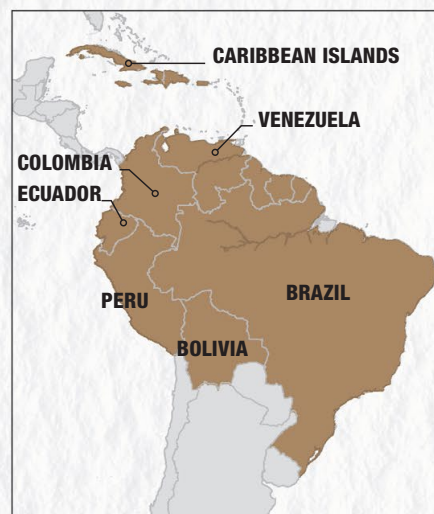 CARIBBEAN ISLANDS
VENEZUELA
COLOMBIA
ECUADOR
PERU
BRAZIL
BOLIVIA